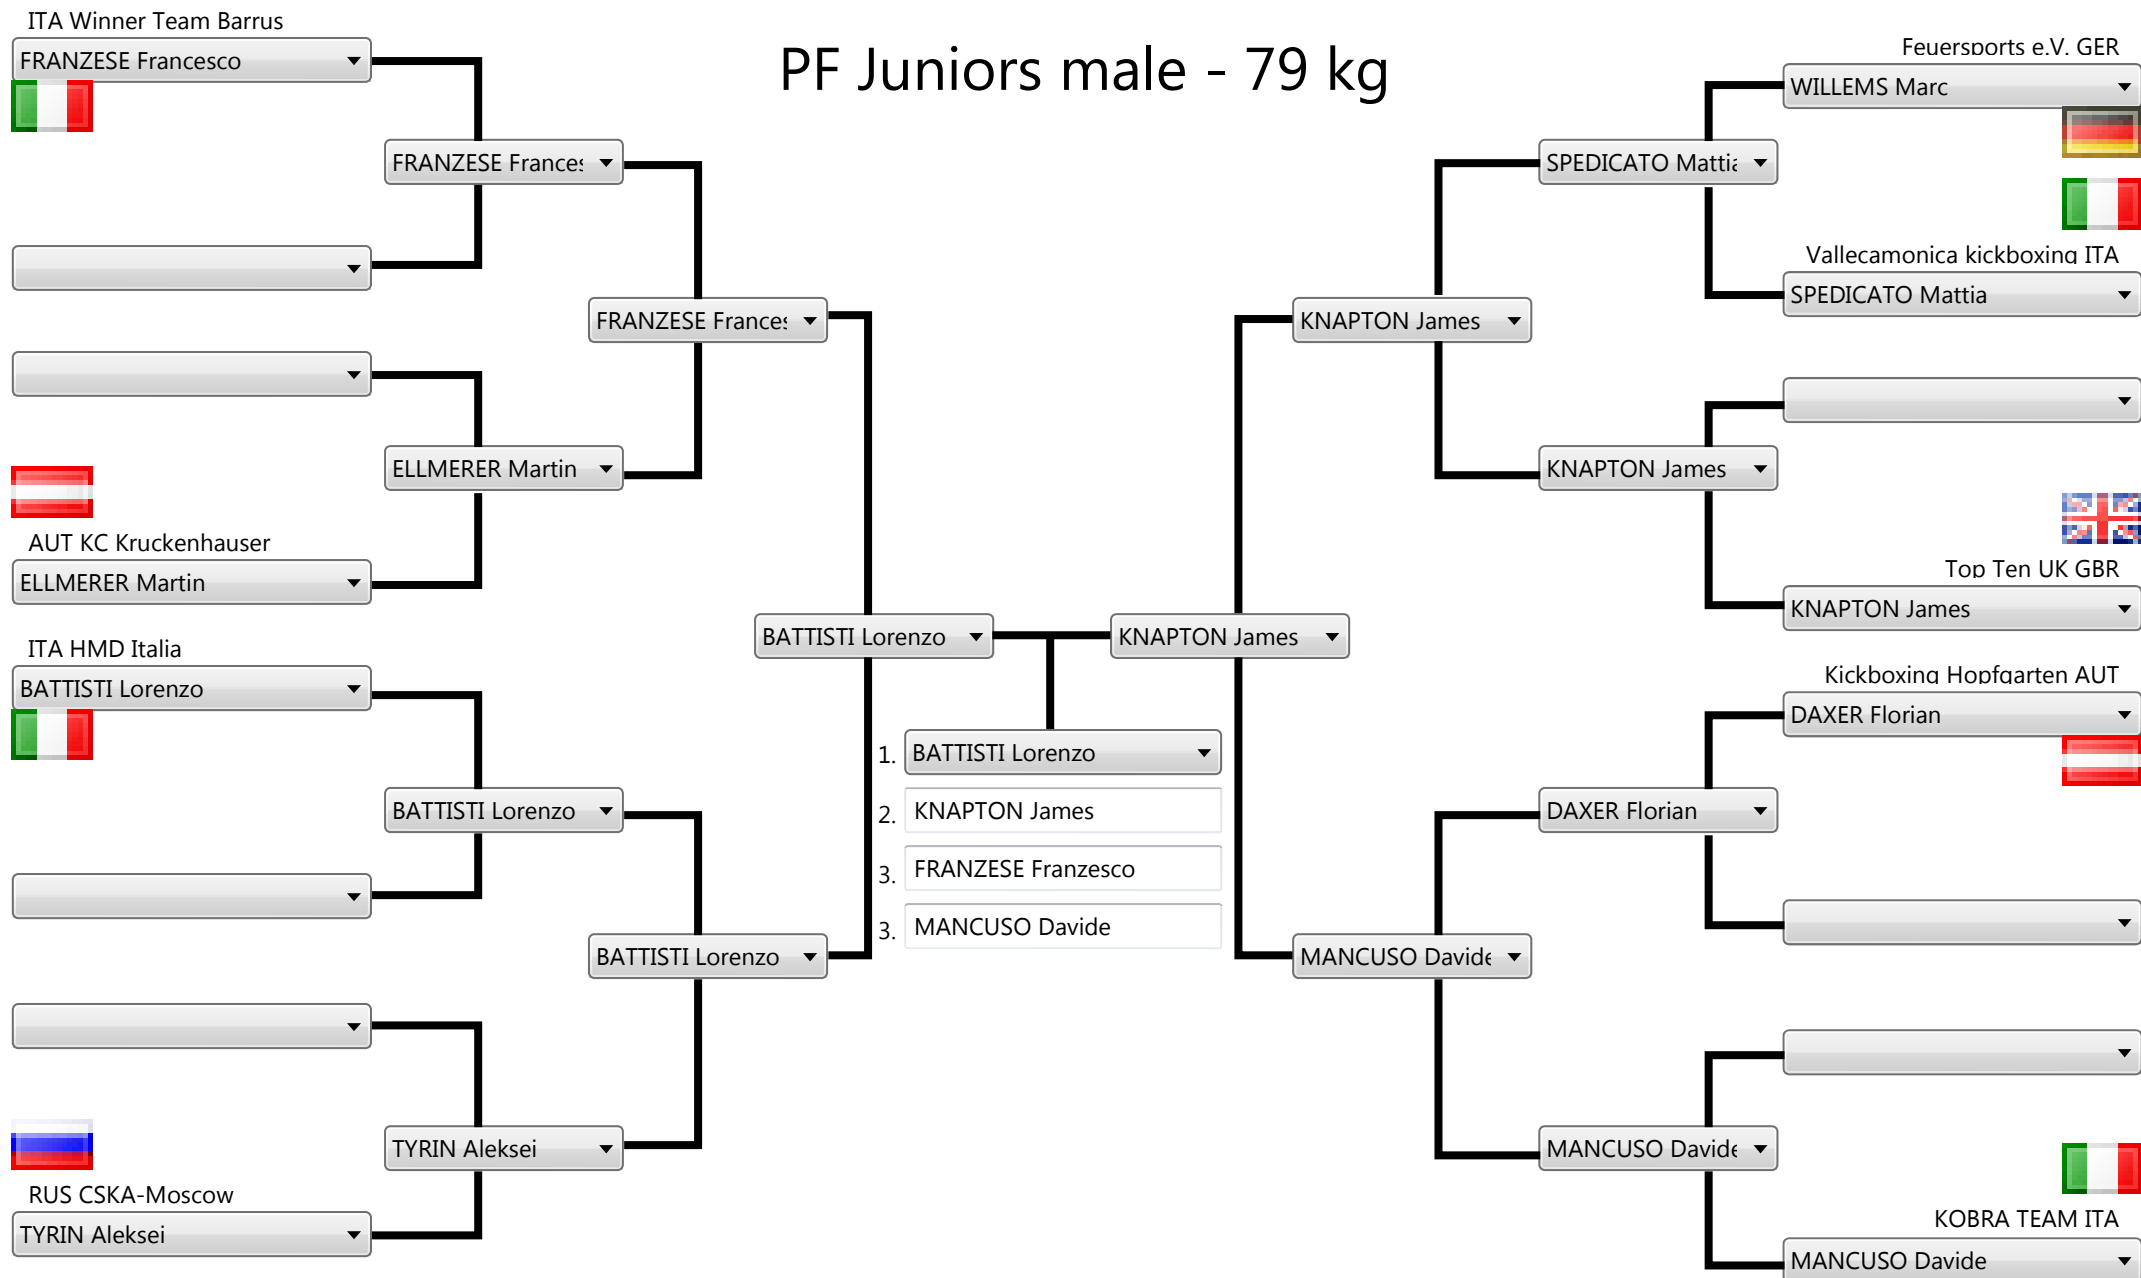 PF Juniors male - 79 kg
ITA Winner Team Barrus
FRANZESE Francesco
FRANZESE Frances
FRANZESE Frances
ELLMERER Martin
AUT KC Kruckenhauser
ELLMERER Martin
ITA HMD Italia
BATTISTI Lorenzo
BATTISTI Lorenzo
BATTISTI Lorenzo
TYRIN Aleksei
RUS CSKA-Moscow
TYRIN Aleksei
BATTISTI Lorenzo
KNAPTON James
1. BATTISTI Lorenzo
2. KNAPTON James
3. FRANZESE Franzesco
3. MANCUSO Davide
Feuersports e.V. GER
WILLEMS Marc
SPEDICATO Mattia
Vallecamonica kickboxing ITA
SPEDICATO Mattia
KNAPTON James
KNAPTON James
Top Ten UK GBR
KNAPTON James
Kickboxing Hopfgarten AUT
DAXER Florian
DAXER Florian
MANCUSO Davide
MANCUSO Davide
KOBRA TEAM ITA
MANCUSO Davide